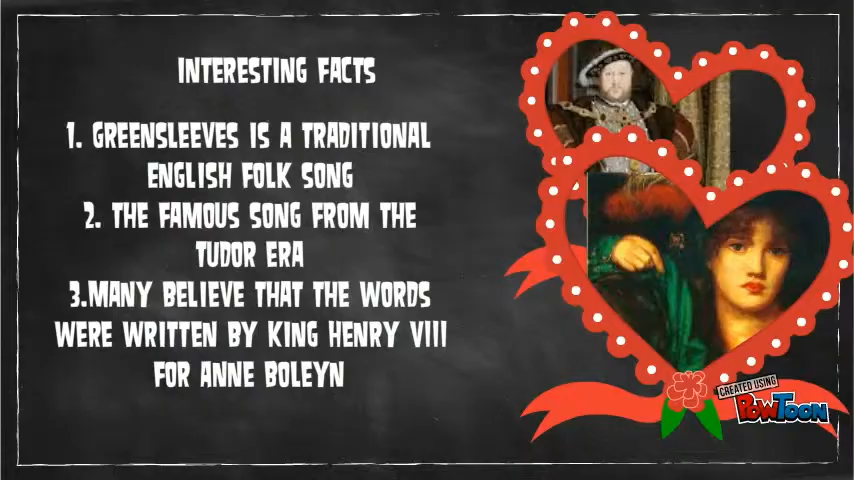 INTERESTING FACTS
1. GREENSLEEVES IS A TRADITIONAL
ENGLISH FOLK SONG
2. THE FAMOUS SONG FROM THE
TUDOR ERA
3.MANY BELIEVE THAT THE WORDS
WERE WRITTEN BY KING HENRY VIII
FOR ANNE BOLEYN
CREATED USING
POWTOON